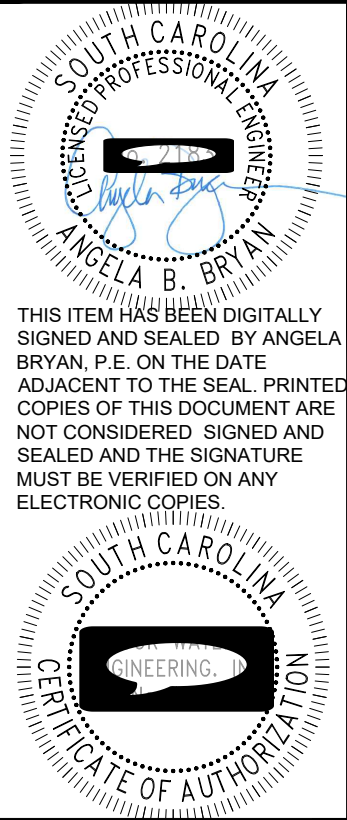 SOUTH CAROLINA
LICENSED PROFESSIONAL ENGINEER
ANGELA B. BRYAN
THIS ITEM HAS BEEN DIGITALLY
SIGNED AND SEALED BY ANGELA
BRYAN, P.E. ON THE DATE
ADJACENT TO THE SEAL. PRINTED
COPIES OF THIS DOCUMENT ARE
NOT CONSIDERED SIGNED AND
SEALED AND THE SIGNATURE
MUST BE VERIFIED ON ANY
ELECTRONIC COPIES.
SOUTH CAROLINA
CERTIFICATE OF AUTHORIZATION